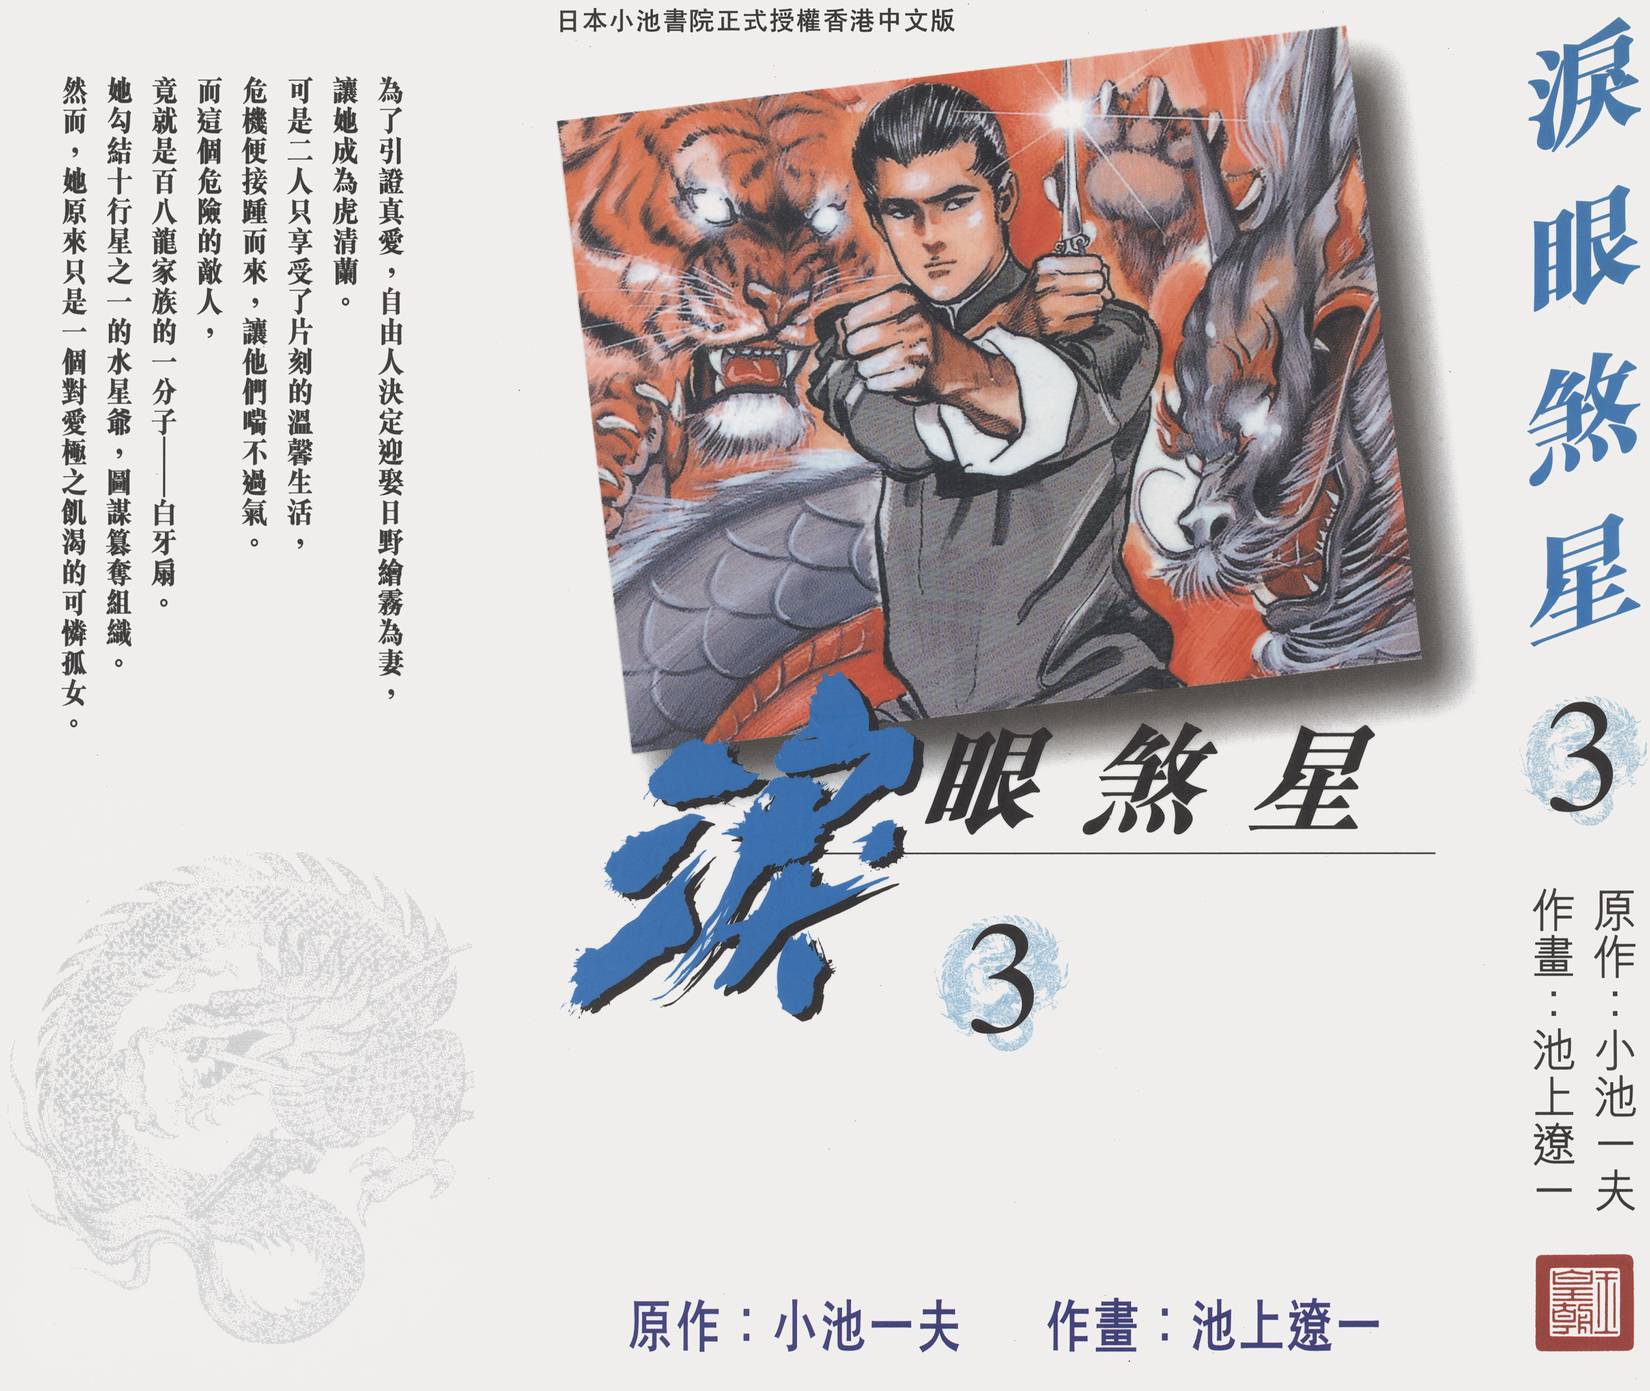 日本小池書院正式授權香港中文版
為了引證真愛，自由人決定迎娶日野繪霧為妻，
讓她成為虎清蘭。
可是二人只享受了片刻的溫馨生活，
危機便接踵而來，讓他們喘不過氣。
而這個危險的敵人，
竟就是百八龍家族的一分子——白牙扇。
她勾結十行星之一的水星爺，圖謀篡奪組織。
然而，她原來只是一個對愛極之飢渴的可憐孤女。
淚眼煞星
3
原作：小池一夫
作畫：池上遼一
淚眼煞星
3
原作：小池一夫
作畫：池上遼一
玉皇朝